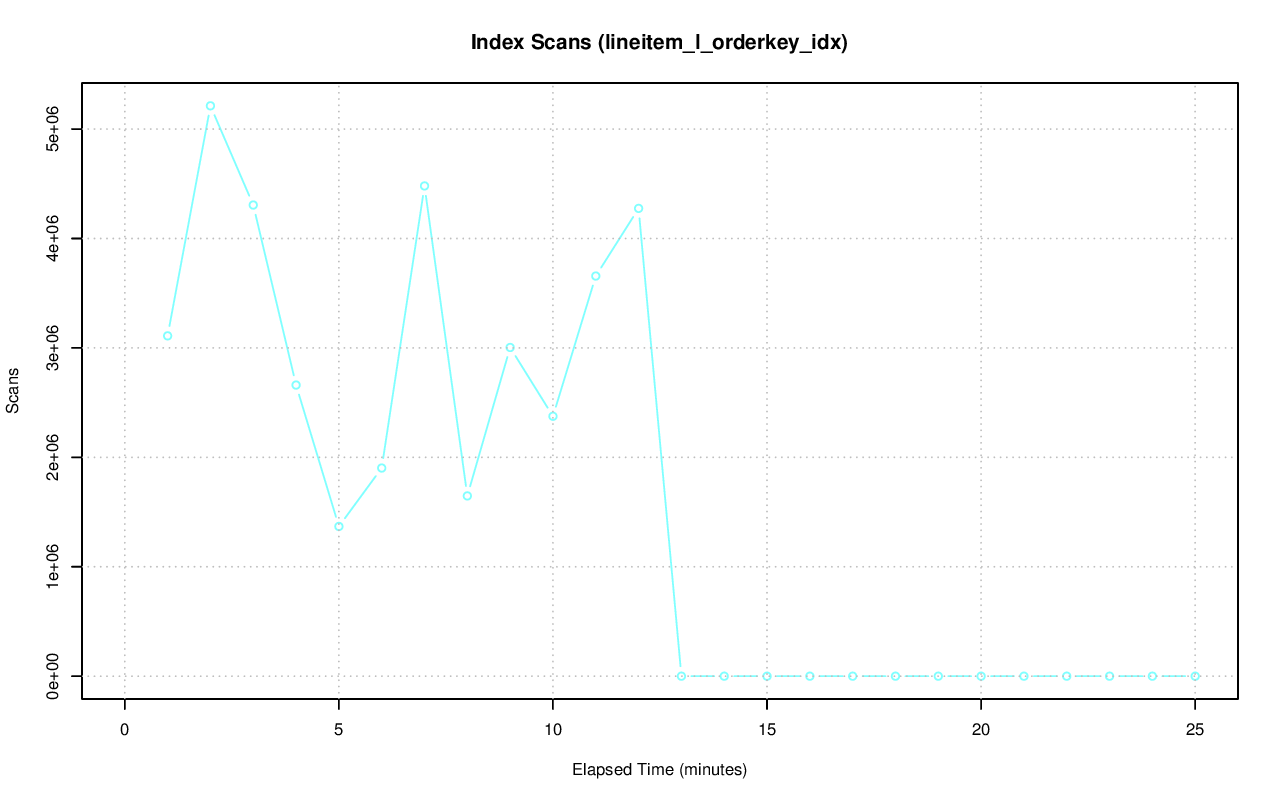 Index Scans (lineitem_l_orderkey_idx)
5e+06
4e+06
3e+06
2e+06
1e+06
0e+00
Scans
0 5 10 15 20 25
Elapsed Time (minutes)